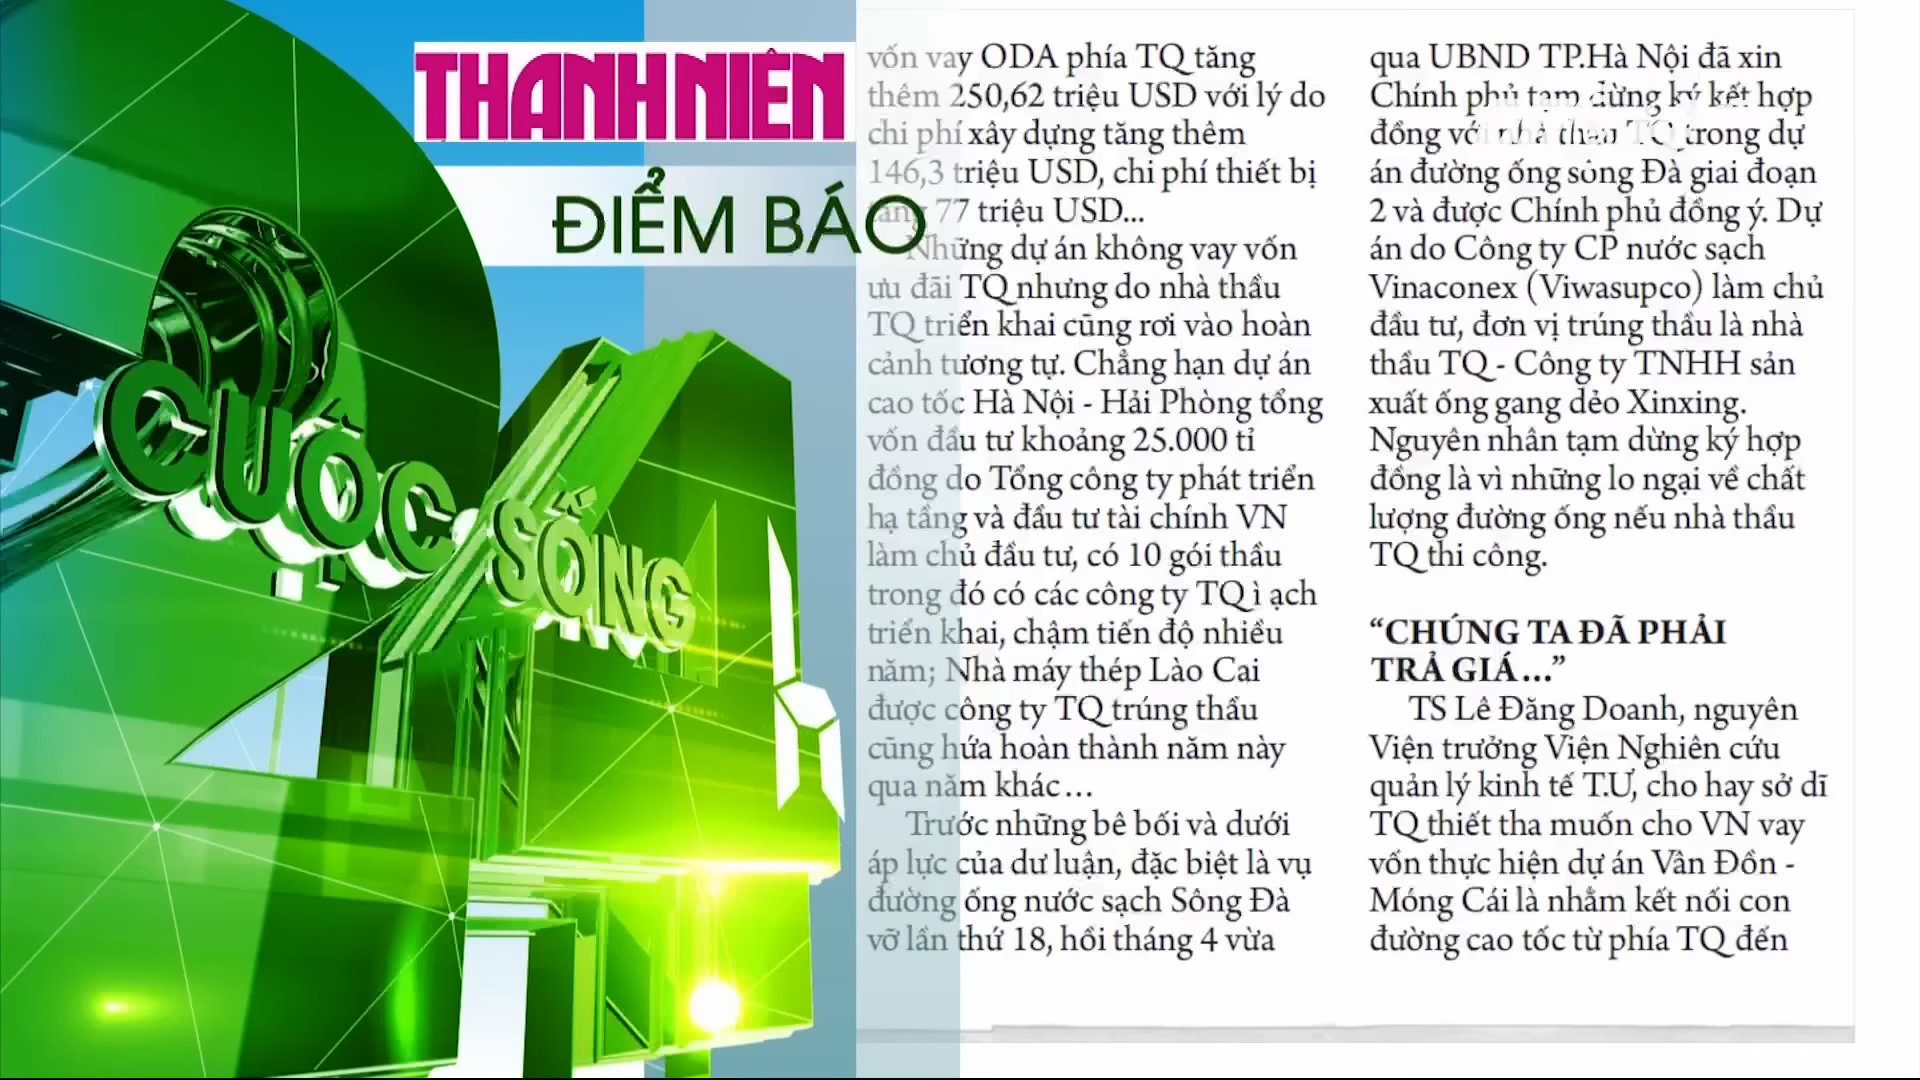 THANH NIÊN
ĐIỂM BÁO
CUỘC SỐNG
24h
vốn vay ODA phía TQ tăng
thêm 250,62 triệu USD với lý do
chi phí xây dựng tăng thêm
146,3 triệu USD, chi phí thiết bị
tăng 77 triệu USD...
Những dự án không vay vốn
ưu đãi TQ nhưng do nhà thầu
TQ triển khai cũng rơi vào hoàn
cảnh tương tự. Chẳng hạn dự án
cao tốc Hà Nội - Hải Phòng tổng
vốn đầu tư khoảng 25.000 tỉ
đồng do Tổng công ty phát triển
hạ tầng và đầu tư tài chính VN
làm chủ đầu tư, có 10 gói thầu
trong đó có các công ty TQ ì ạch
triển khai, chậm tiến độ nhiều
năm; Nhà máy thép Lào Cai
được công ty TQ trúng thầu
cũng hứa hoàn thành năm này
qua năm khác...
Trước những bê bối và dưới
áp lực của dư luận, đặc biệt là vụ
đường ống nước sạch Sông Đà
vỡ lần thứ 18, hồi tháng 4 vừa
qua UBND TP.Hà Nội đã xin
Chính phủ tạm dừng ký kết hợp
đồng với nhà thầu TQ trong dự
án đường ống sông Đà giai đoạn
2 và được Chính phủ đồng ý. Dự
án do Công ty CP nước sạch
Vinaconex (Viwasupco) làm chủ
đầu tư, đơn vị trúng thầu là nhà
thầu TQ - Công ty TNHH sản
xuất ống gang dẻo Xinxing.
Nguyên nhân tạm dừng ký hợp
đồng là vì những lo ngại về chất
lượng đường ống nếu nhà thầu
TQ thi công.
“CHÚNG TA ĐÃ PHẢI
TRẢ GIÁ...”
TS Lê Đăng Doanh, nguyên
Viện trưởng Viện Nghiên cứu
quản lý kinh tế T.Ư, cho hay sở dĩ
TQ thiết tha muốn cho VN vay
vốn thực hiện dự án Vân Đồn -
Móng Cái là nhằm kết nối con
đường cao tốc từ phía TQ đến